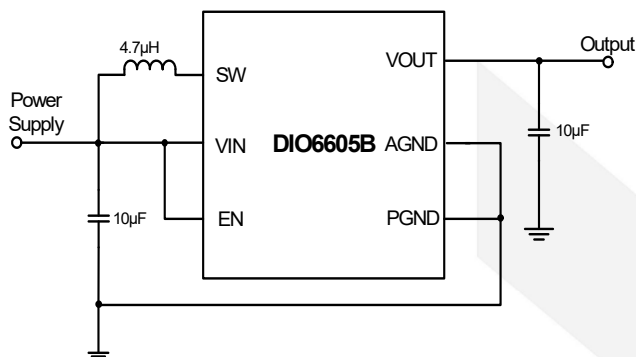 4.7µH
Power
Supply
10µF
SW
VIN
EN
DIO6605B
VOUT
AGND
PGND
Output
10µF